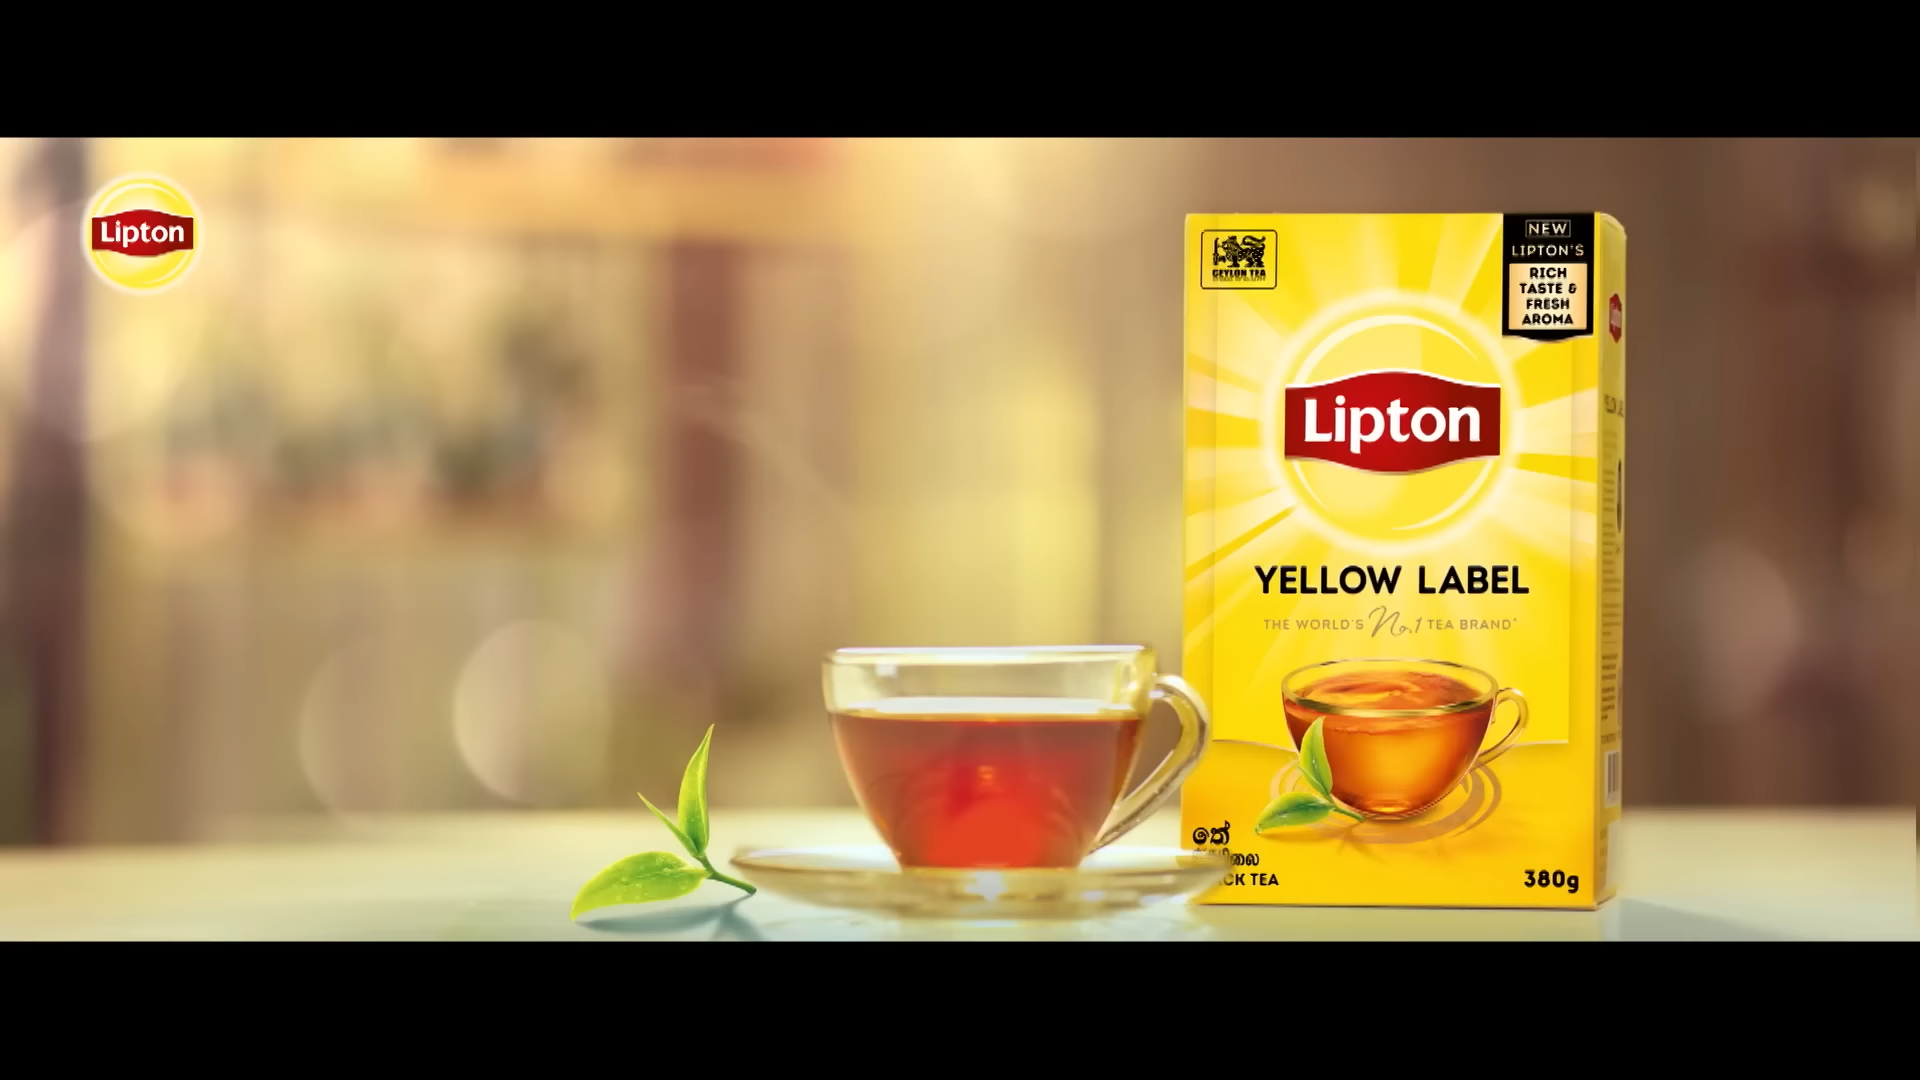 Lipton
CEYLON TEA
NEW
LIPTON'S
RICH
TASTE &
FRESH
AROMA
Lipton
YELLOW LABEL
THE WORLD'S No.1 TEA BRAND*
තේ
TEA
380g